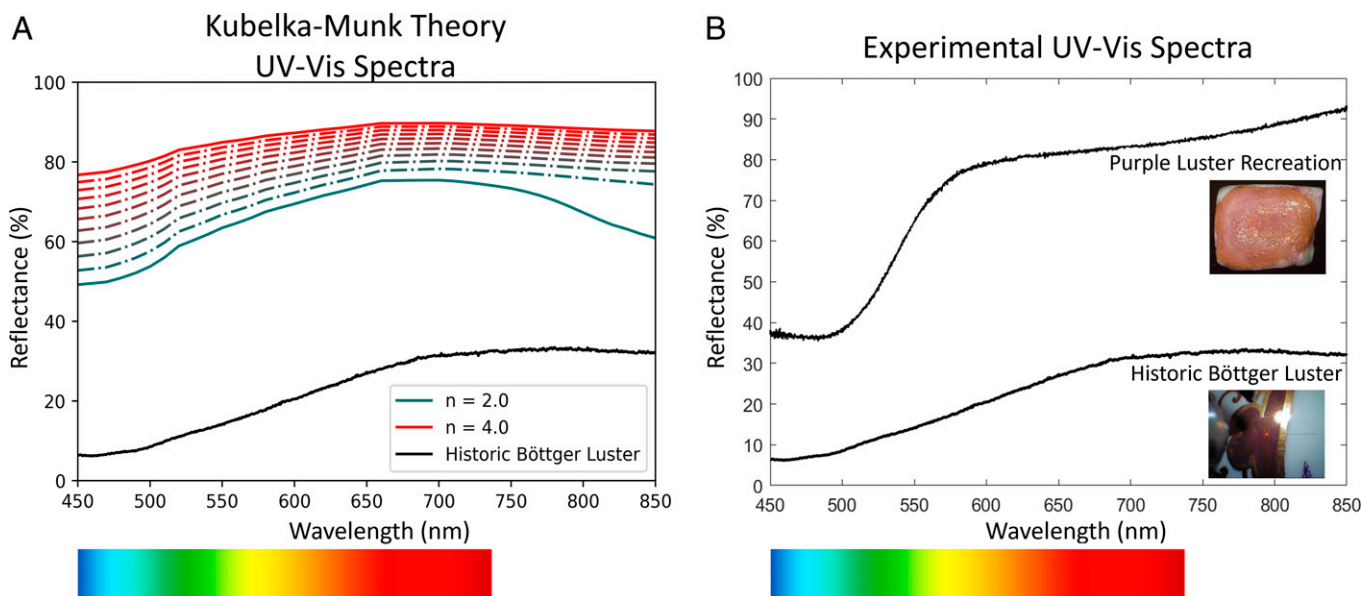 A
Kubelka-Munk Theory
UV-Vis Spectra
100
80
60
40
20
0
Reflectance (%)
n = 2.0
n = 4.0
Historic Böttger Luster
450 500 550 600 650 700 750 800 850
Wavelength (nm)
B
Experimental UV-Vis Spectra
100
90
80
70
60
50
40
30
20
10
0
Reflectance (%)
Purple Luster Recreation
Historic Böttger Luster
450 500 550 600 650 700 750 800 850
Wavelength (nm)